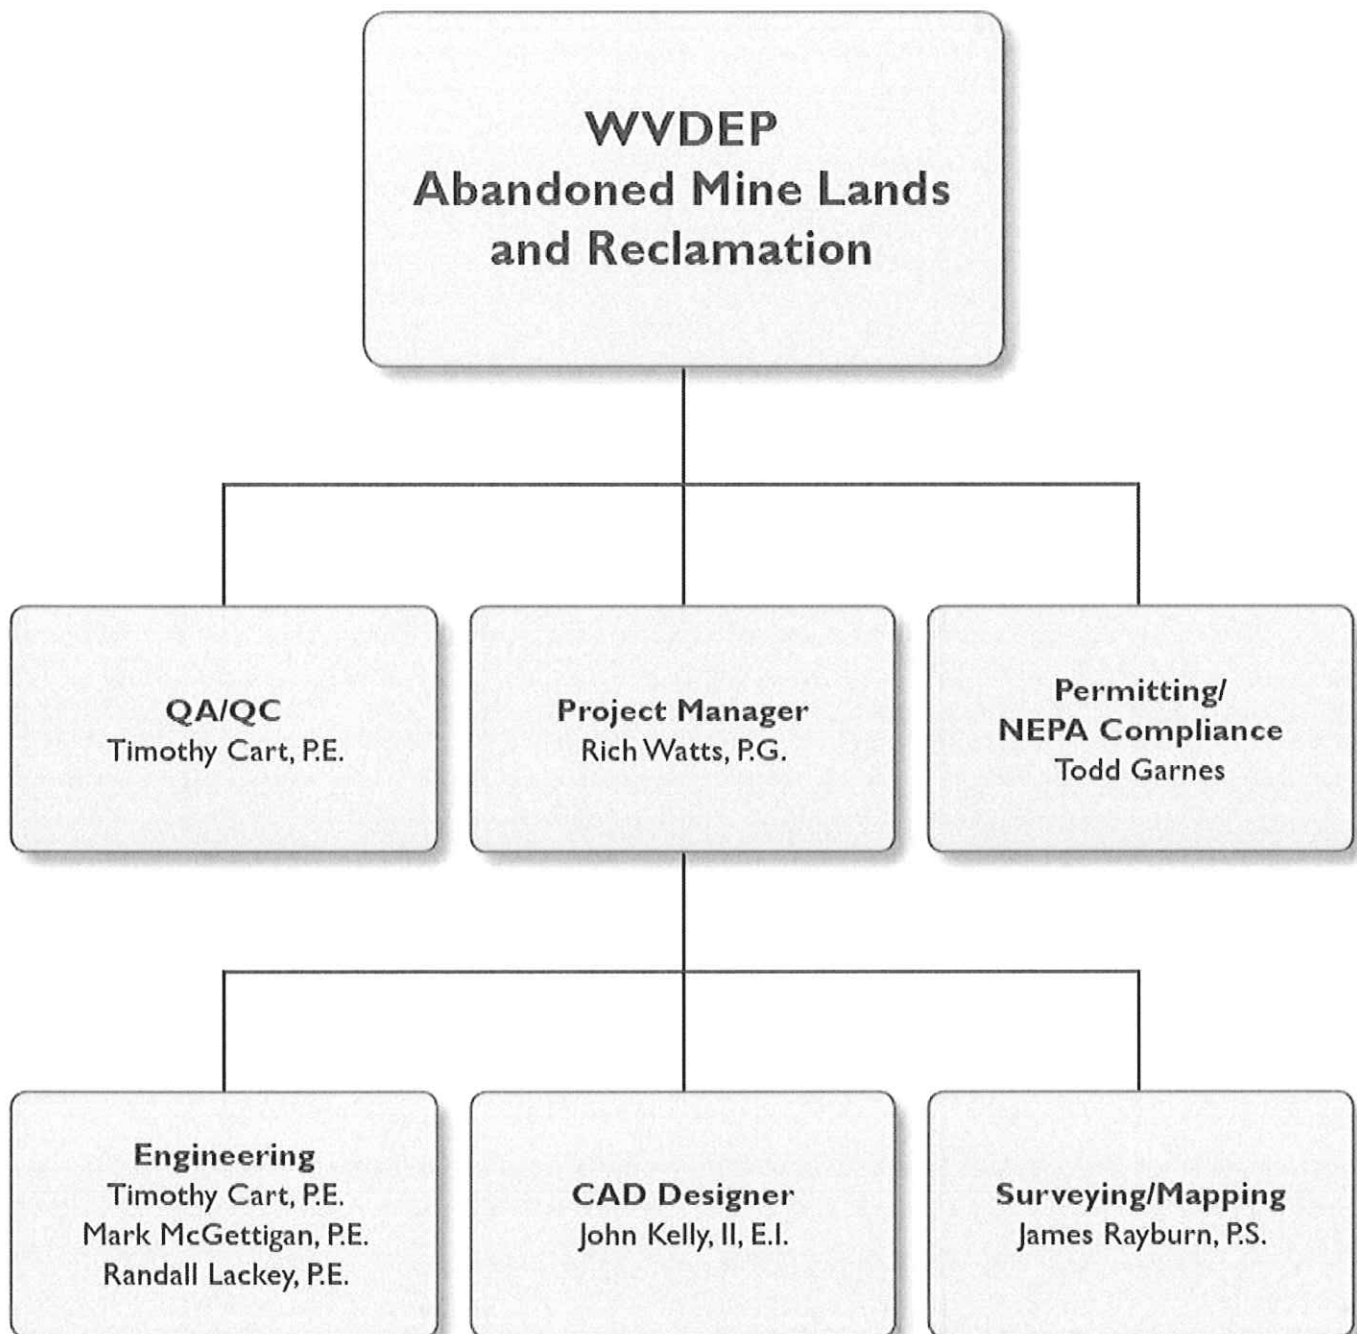 WVDEP
Abandoned Mine Lands
and Reclamation
QA/QC
Timothy Cart, P.E.
Project Manager
Rich Watts, P.G.
Permitting/
NEPA Compliance
Todd Garnes
Engineering
Timothy Cart, P.E.
Mark McGettigan, P.E.
Randall Lackey, P.E.
CAD Designer
John Kelly, II, E.I.
Surveying/Mapping
James Rayburn, P.S.